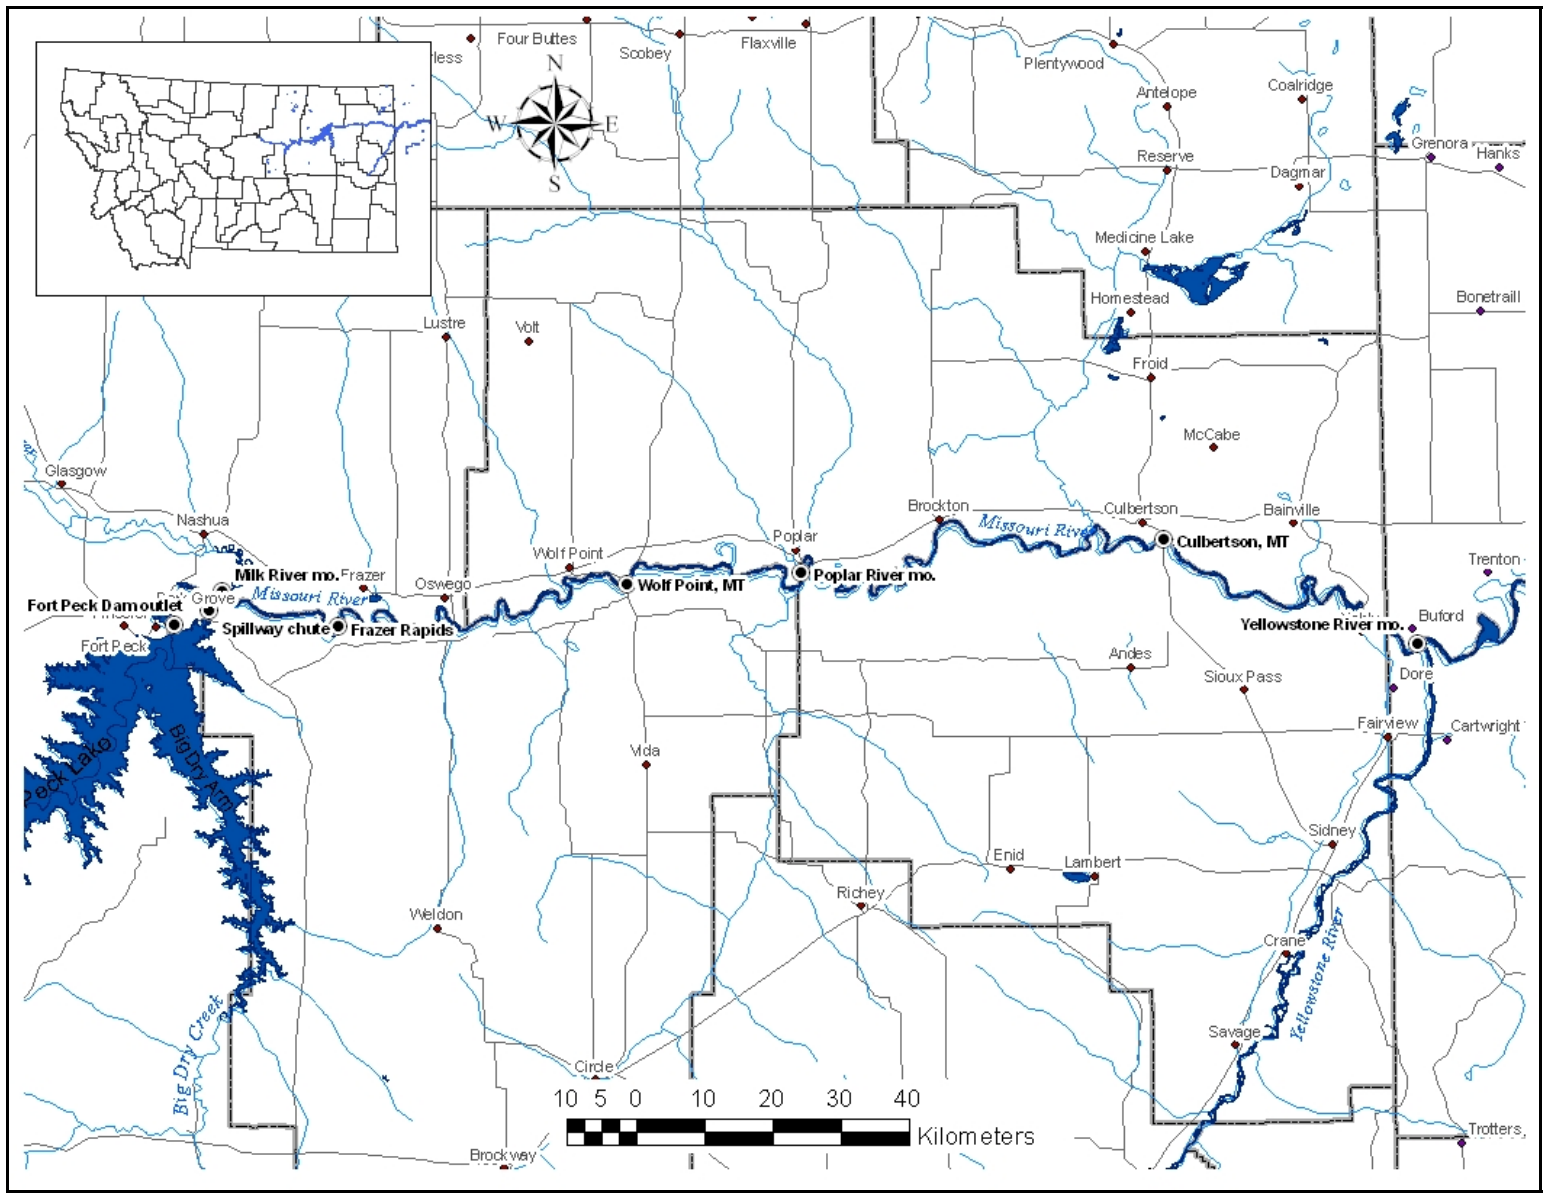 Four Buttes
Scobey
Flaxville
rless
Plentywood
Antelope
Coalridge
N
W
E
S
Reserve
Dagmar
Grenora
Hanks
Medicine Lake
Homestead
Bonetraill
Lustre
Volt
Froid
McCabe
Glasgow
Nashua
Brockton
Culbertson
Bainville
Missouri River
Culbertson, MT
Poplar
Wolf Point
Trenton
Milk River mo.
Frazer
Oswego
Wolf Point, MT
Poplar River mo.
Missouri River
Grove
Fort Peck Dam outlet
Spillway chute
Frazer Rapids
Yellowstone River mo.
Buford
Fort Peck
Andes
Sioux Pass
Dore
Fairview
Cartwright
Peck Lake
Big Dry Arm
Vida
Sidney
Enid
Lambert
Richey
Weldon
Crane
Yellowstone River
Big Dry Creek
Savage
Circle
10 5 0 10 20 30 40
Kilometers
Trotters
Brockway